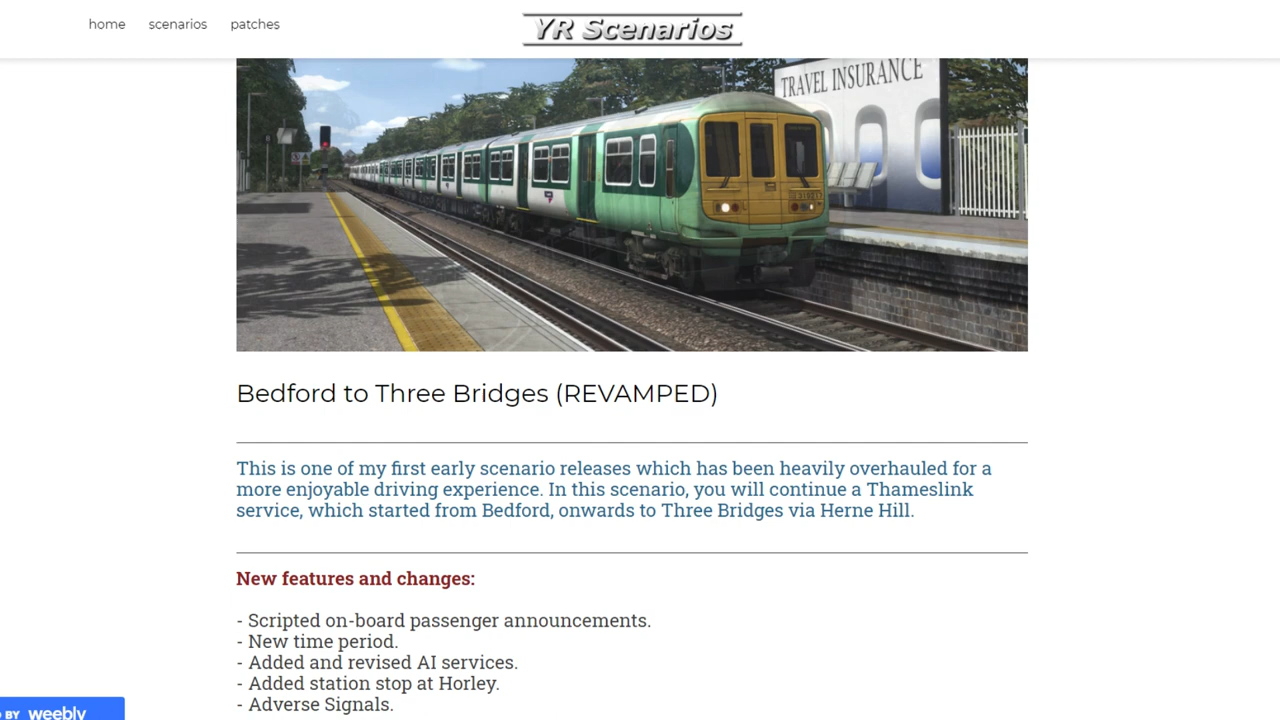 home scenarios patches
YR Scenarios
TRAVEL INSURANCE
Bedford to Three Bridges (REVAMPED)
This is one of my first early scenario releases which has been heavily overhauled for a
more enjoyable driving experience. In this scenario, you will continue a Thameslink
service, which started from Bedford, onwards to Three Bridges via Herne Hill.
New features and changes:
- Scripted on-board passenger announcements.
- New time period.
- Added and revised AI services.
- Added station stop at Horley.
- Adverse Signals.
BY weebly